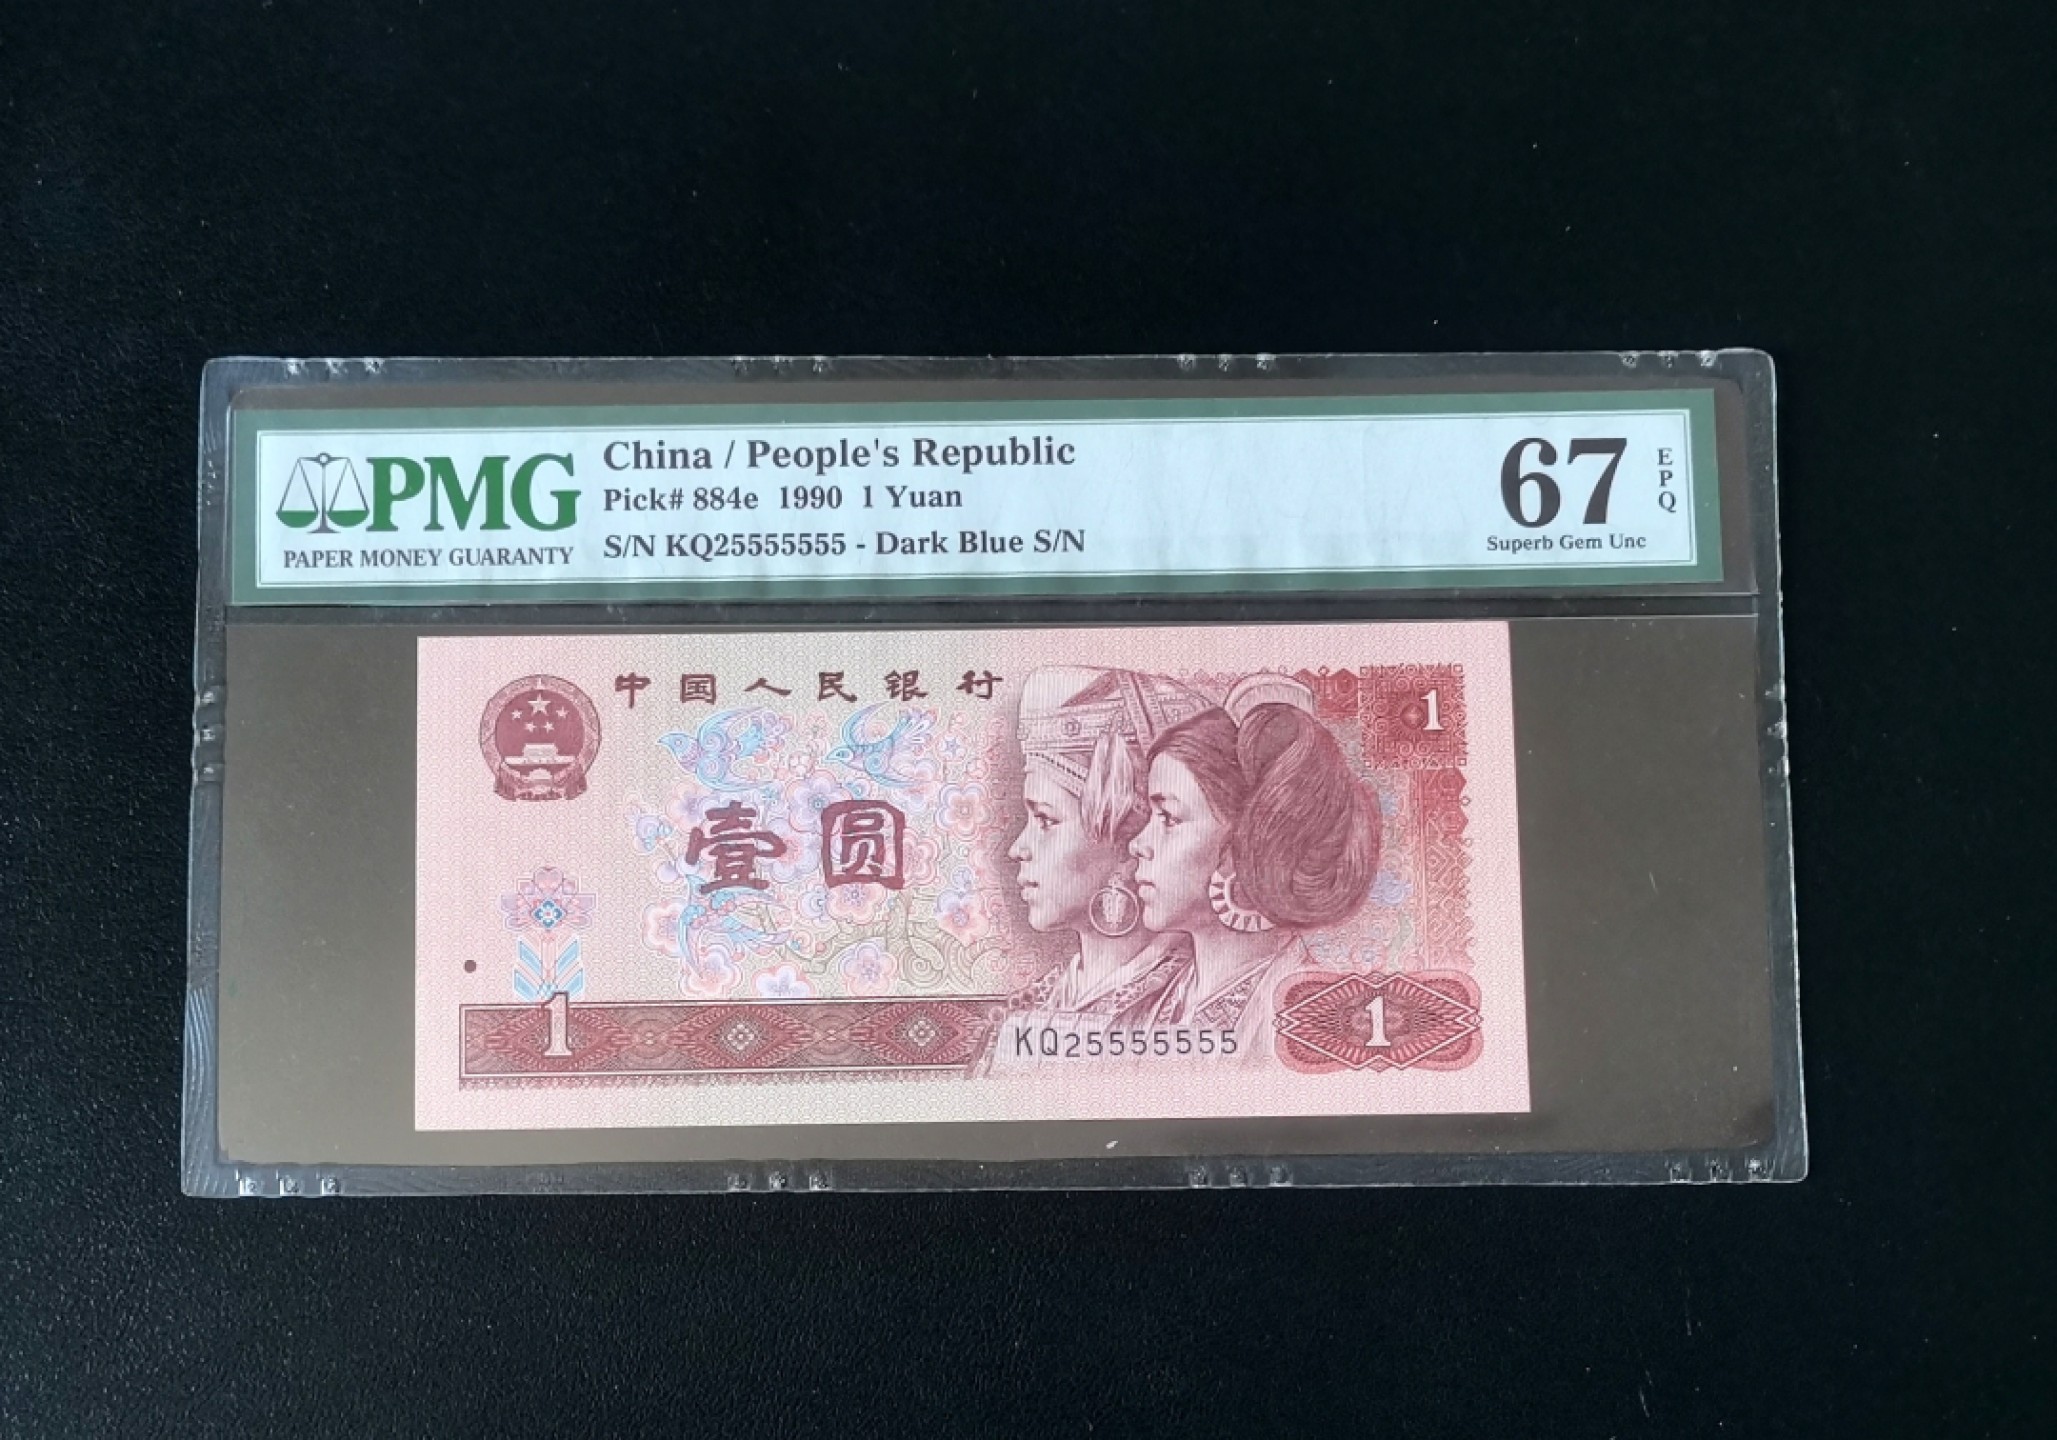 PMG
PAPER MONEY GUARANTY
China / People's Republic
Pick# 884e 1990 1 Yuan
S/N KQ25555555 - Dark Blue S/N
67
EPQ
Superb Gem Unc
中国人民银行
1
壹圆
1
KQ25555555
1